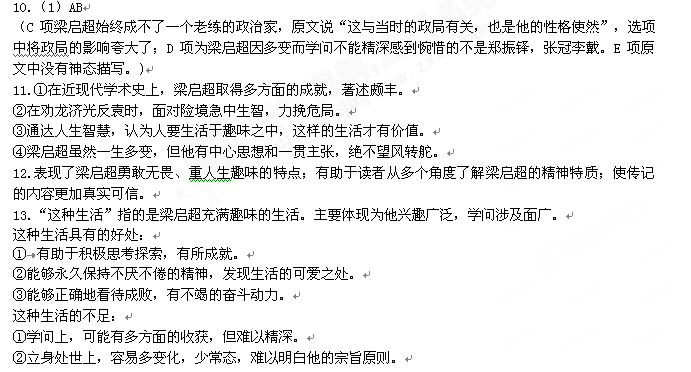 10.（1）AB
（C 项梁启超始终成不了一个老练的政治家，原文说“这与当时的政局有关，也是他的性格使然”，选项
中将政局的影响夸大了；D 项为梁启超因多变而学问不能精深感到惋惜的不是郑振铎，张冠李戴。E 项原
文中没有神态描写。）
11.①在近现代学术史上，梁启超取得多方面的成就，著述颇丰。
②在劝龙济光反袁时，面对险境急中生智，力挽危局。
③通达人生智慧，认为人要生活于趣味之中，这样的生活才有价值。
④梁启超虽然一生多变，但他有中心思想和一贯主张，绝不望风转舵。
12.表现了梁启超勇敢无畏、重人生趣味的特点；有助于读者从多个角度了解梁启超的精神特质；使传记
的内容更加真实可信。
13.“这种生活”指的是梁启超充满趣味的生活。主要体现为他兴趣广泛，学问涉及面广。
这种生活具有的好处：
①→有助于积极思考探索，有所成就。
②能够永久保持不厌不倦的精神，发现生活的可爱之处。
③能够正确地看待成败，有不竭的奋斗动力。
这种生活的不足：
①学问上，可能有多方面的收获，但难以精深。
②立身处世上，容易多变化，少常态，难以明白他的宗旨原则。